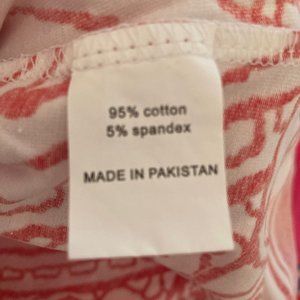 95% cotton
5% spandex
MADE IN PAKISTAN